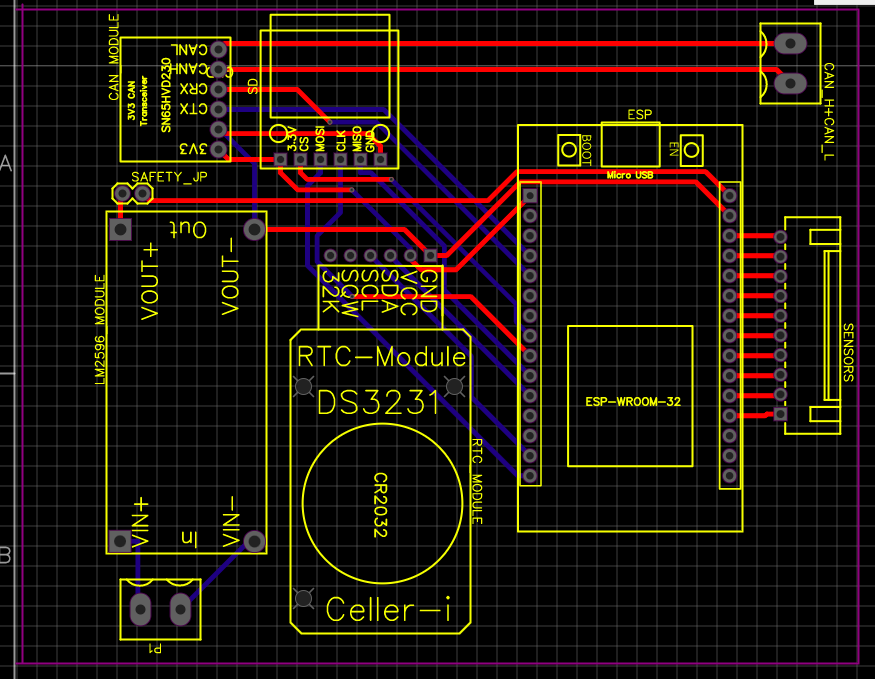 CAN MODULE
3V3 CAN
Transceiver
SN65HVD230
CANL
CANH
CRX
CTX
3V3
SD
3.3V
CS
MOSI
CLK
MISO
GND
CAN H+CAN_L
ESP
BOOT
EN
Micro USB
A
SAFETY_JP
Out
VOUT+
VOUT-
LM2596 MODULE
32K
SQW
SCL
SDA
VCC
GND
RTC-Module
DS3231
CR2032
RTC MODULE
Celler-i
ESP-WROOM-32
SENSORS
B
VIN+
In
VIN-
P1